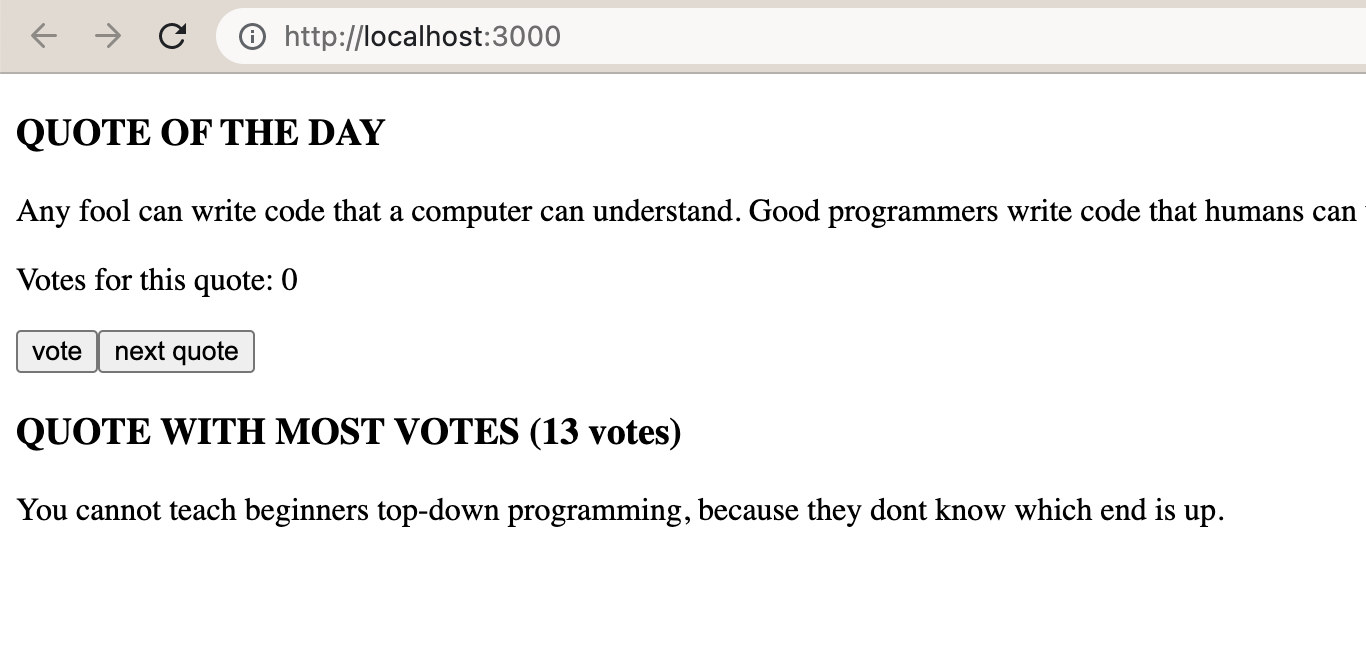 http://localhost:3000
QUOTE OF THE DAY
Any fool can write code that a computer can understand. Good programmers write code that humans can
Votes for this quote: 0
vote next quote
QUOTE WITH MOST VOTES (13 votes)
You cannot teach beginners top-down programming, because they dont know which end is up.